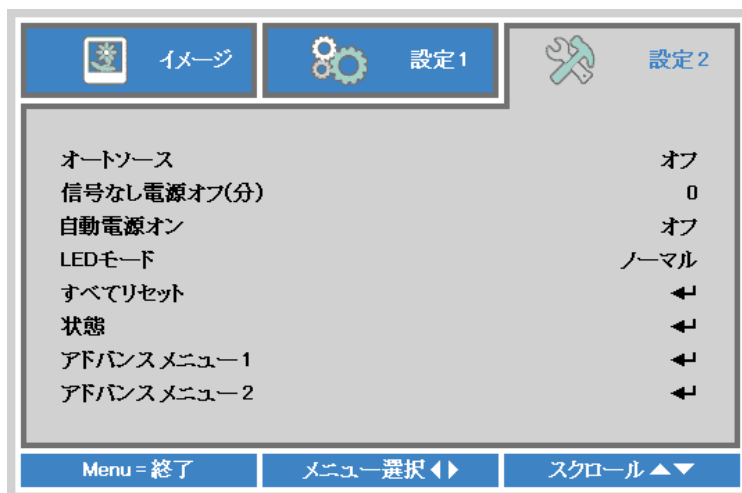 イメージ 設定1 設定2
オートソース オフ
信号なし電源オフ(分) 0
自動電源オン オフ
LEDモード ノーマル
すべてリセット
状態
アドバンスメニュー1
アドバンスメニュー2
Menu = 終了 メニュー選択◀▶ スクロール▲▼